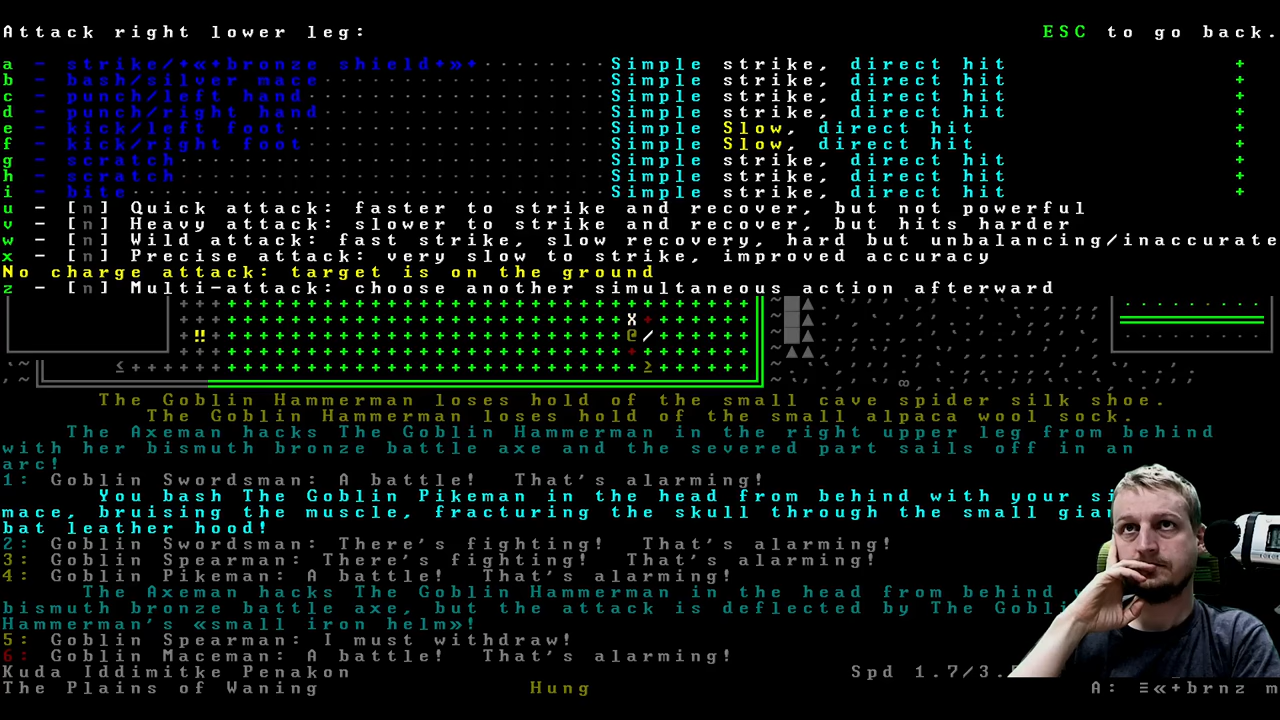 Attack right lower leg: ESC to go back.
a - strike/+«+bronze shield+»+ Simple strike, direct hit +
b - bash/silver mace Simple strike, direct hit +
c - punch/left hand Simple strike, direct hit +
d - punch/right hand Simple strike, direct hit +
e - kick/left foot Simple Slow, direct hit +
f - kick/right foot Simple Slow, direct hit +
g - scratch Simple strike, direct hit +
h - scratch Simple strike, direct hit +
i - bite Simple strike, direct hit +
u - [n] Quick attack: faster to strike and recover, but not powerful
v - [n] Heavy attack: slower to strike and recover, but hits harder
w - [n] Wild attack: fast strike, slow recovery, hard but unbalancing/inaccurate
x - [n] Precise attack: very slow to strike, improved accuracy
No charge attack: target is on the ground
z - [n] Multi-attack: choose another simultaneous action afterward
The Goblin Hammerman loses hold of the small cave spider silk shoe.
The Goblin Hammerman loses hold of the small alpaca wool sock.
The Axeman hacks The Goblin Hammerman in the right upper leg from behind
with her bismuth bronze battle axe and the severed part sails off in an
arc!
1: Goblin Swordsman: A battle! That's alarming!
You bash The Goblin Pikeman in the head from behind with your si
mace, bruising the muscle, fracturing the skull through the small gian
bat leather hood!
2: Goblin Swordsman: There's fighting! That's alarming!
3: Goblin Spearman: There's fighting! That's alarming!
4: Goblin Pikeman: A battle! That's alarming!
The Axeman hacks The Goblin Hammerman in the head from behind
bismuth bronze battle axe, but the attack is deflected by The Gobl
Hammerman's «small iron helm»!
5: Goblin Spearman: I must withdraw!
6: Goblin Maceman: A battle! That's alarming!
Kuda Iddimitke Penakon Spd 1.7/3.
The Plains of Waning Hung A: ≡«+brnz m